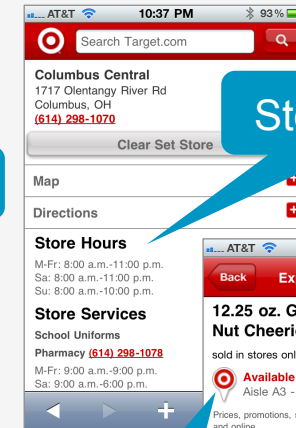 AT&T 10:37 PM 93%
Search Target.com
Columbus Central
1717 Olentangy River Rd
Columbus, OH
(614) 298-1070
Clear Set Store
Map
Directions
Store Hours
M-Fr: 8:00 a.m.-11:00 p.m.
Sa: 8:00 a.m.-11:00 p.m.
Su: 8:00 a.m.-10:00 p.m.
Store Services
School Uniforms
Pharmacy (614) 298-1078
M-Fr: 9:00 a.m.-9:00 p.m.
Sa: 9:00 a.m.-6:00 p.m.
AT&T
Back
12.25 oz.
Nut
sold in stores
Available
Aisle A3 -
Prices, promotions,
and online